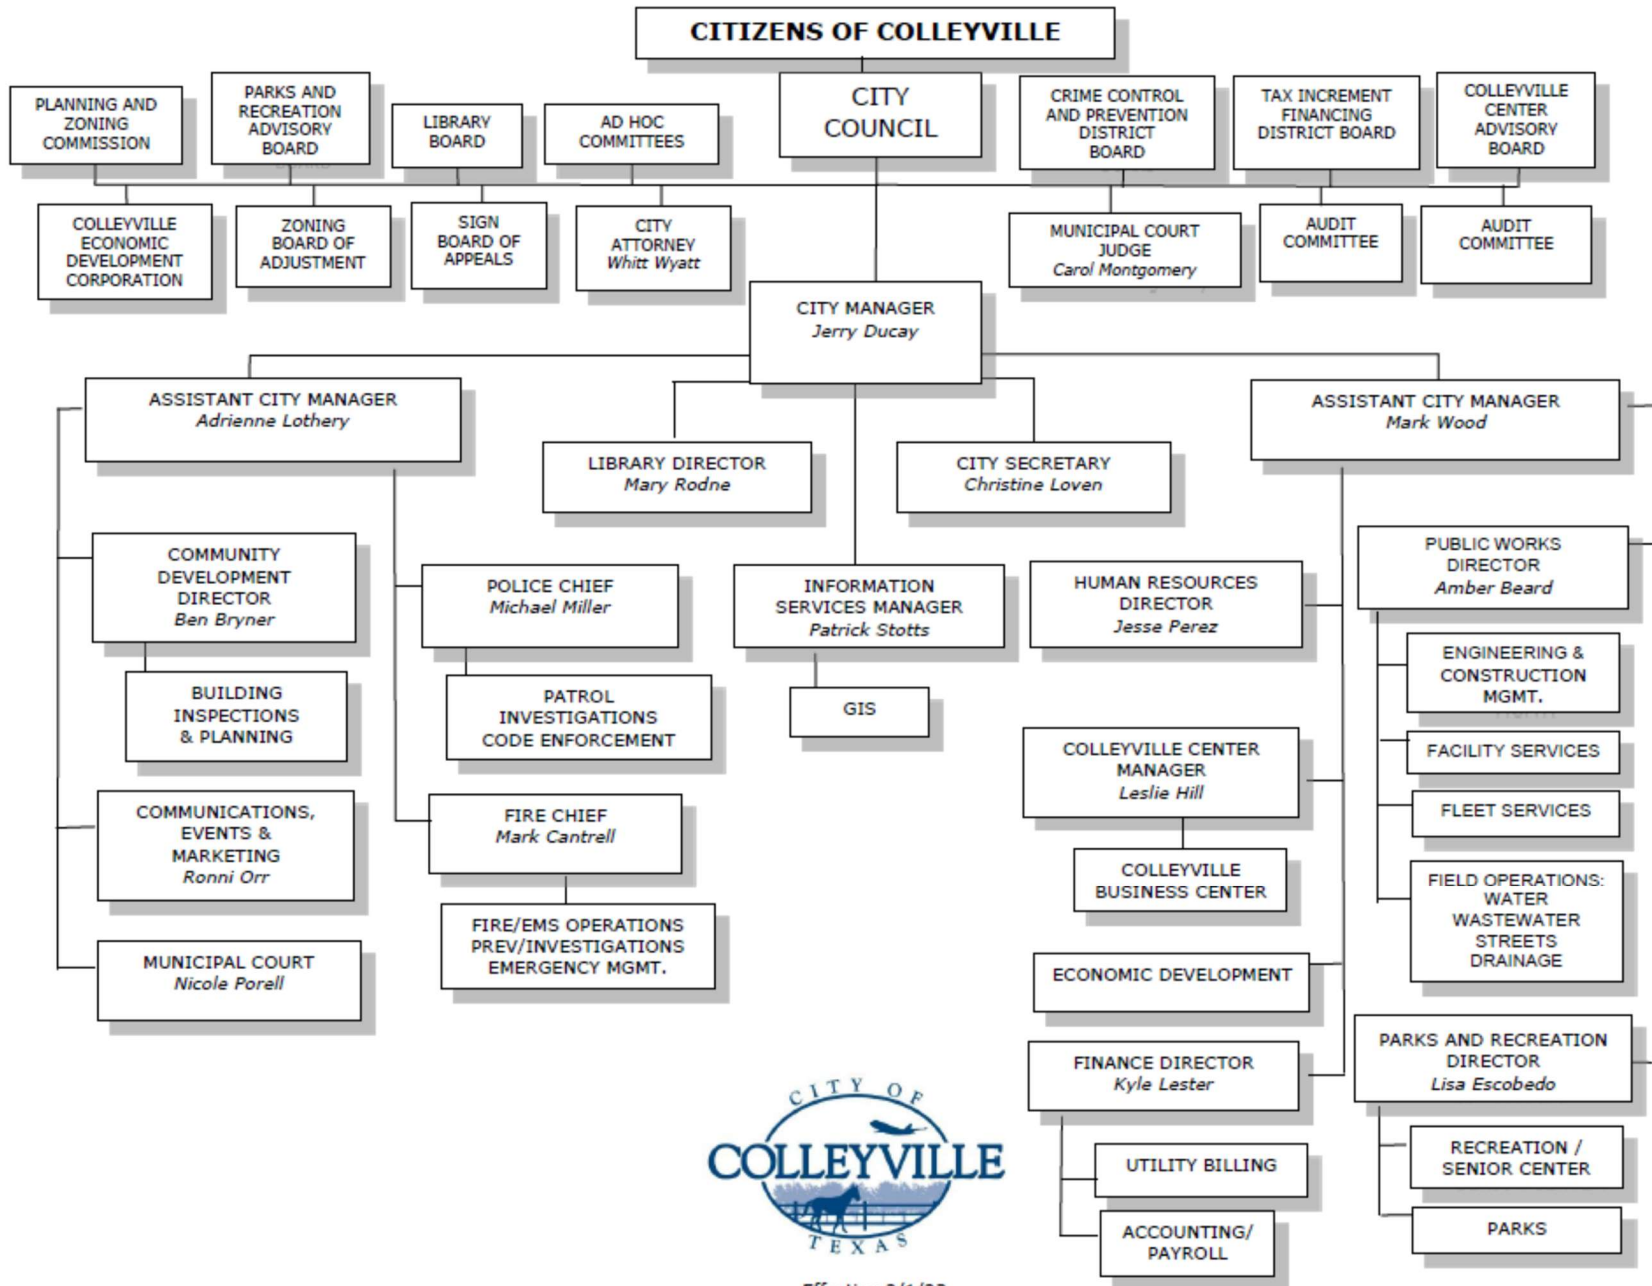 CITIZENS OF COLLEYVILLE
CITY
COUNCIL
PLANNING AND
ZONING
COMMISSION
PARKS AND
RECREATION
ADVISORY
BOARD
LIBRARY
BOARD
AD HOC
COMMITTEES
CRIME CONTROL
AND PREVENTION
DISTRICT
BOARD
TAX INCREMENT
FINANCING
DISTRICT BOARD
COLLEYVILLE
CENTER
ADVISORY
BOARD
COLLEYVILLE
ECONOMIC
DEVELOPMENT
CORPORATION
ZONING
BOARD OF
ADJUSTMENT
SIGN
BOARD OF
APPEALS
CITY
ATTORNEY
Whitt Wyatt
MUNICIPAL COURT
JUDGE
Carol Montgomery
AUDIT
COMMITTEE
AUDIT
COMMITTEE
CITY MANAGER
Jerry Ducay
ASSISTANT CITY MANAGER
Adrienne Lothery
LIBRARY DIRECTOR
Mary Rodne
CITY SECRETARY
Christine Loven
ASSISTANT CITY MANAGER
Mark Wood
COMMUNITY
DEVELOPMENT
DIRECTOR
Ben Bryner
BUILDING
INSPECTIONS
& PLANNING
COMMUNICATIONS,
EVENTS &
MARKETING
Ronni Orr
MUNICIPAL COURT
Nicole Porell
POLICE CHIEF
Michael Miller
PATROL
INVESTIGATIONS
CODE ENFORCEMENT
FIRE CHIEF
Mark Cantrell
FIRE/EMS OPERATIONS
PREV/INVESTIGATIONS
EMERGENCY MGMT.
INFORMATION
SERVICES MANAGER
Patrick Stotts
GIS
HUMAN RESOURCES
DIRECTOR
Jesse Perez
COLLEYVILLE CENTER
MANAGER
Leslie Hill
COLLEYVILLE
BUSINESS CENTER
ECONOMIC DEVELOPMENT
FINANCE DIRECTOR
Kyle Lester
UTILITY BILLING
ACCOUNTING/
PAYROLL
PUBLIC WORKS
DIRECTOR
Amber Beard
ENGINEERING &
CONSTRUCTION
MGMT.
FACILITY SERVICES
FLEET SERVICES
FIELD OPERATIONS:
WATER
WASTEWATER
STREETS
DRAINAGE
PARKS AND RECREATION
DIRECTOR
Lisa Escobedo
RECREATION /
SENIOR CENTER
PARKS
CITY OF
COLLEYVILLE
TEXAS